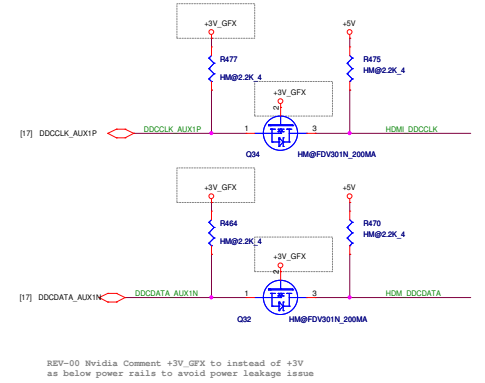 +3V_GFX
+5V
R477
HM@2.2K_4
R475
HM@2.2K_4
+3V_GFX
2
[17] DDCCLK_AUX1P
DDCCLK_AUX1P
1
3
HDMI_DDCCLK
Q34
HM@FDV301N_200MA
+3V_GFX
+5V
R464
HM@2.2K_4
R470
HM@2.2K_4
+3V_GFX
2
[17] DDCDATA_AUX1N
DDCDATA_AUX1N
1
3
HDM_DDCDATA
Q32
HM@FDV301N_200MA
REV-00 Nvidia Comment +3V_GFX to instead of +3V
as below power rails to avoid power leakage issue